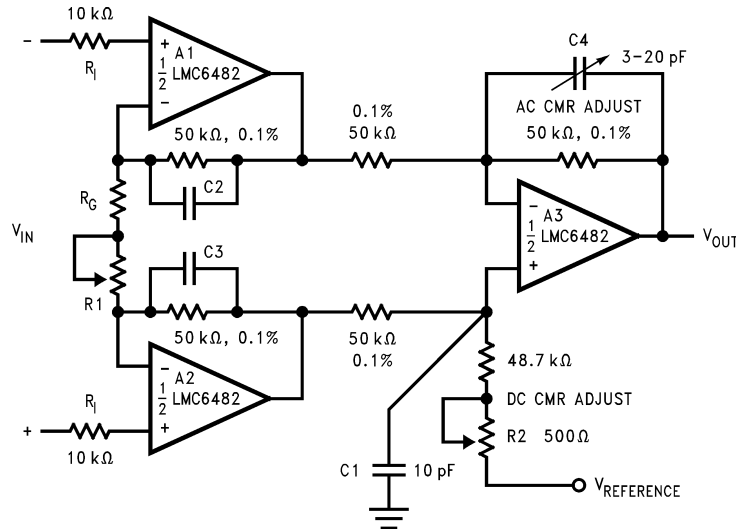 10 kΩ
C4
3–20 pF
–
+
A1
R_I
1/2 LMC6482
–
0.1%
AC CMR ADJUST
50 kΩ, 0.1%
50 kΩ
50 kΩ, 0.1%
C2
R_G
–
A3
V_IN
1/2 LMC6482
V_OUT
C3
+
R1
50 kΩ, 0.1%
50 kΩ
0.1%
48.7 kΩ
–
A2
R_I
1/2 LMC6482
DC CMR ADJUST
+
+
R2 500Ω
10 kΩ
C1
10 pF
V_REFERENCE